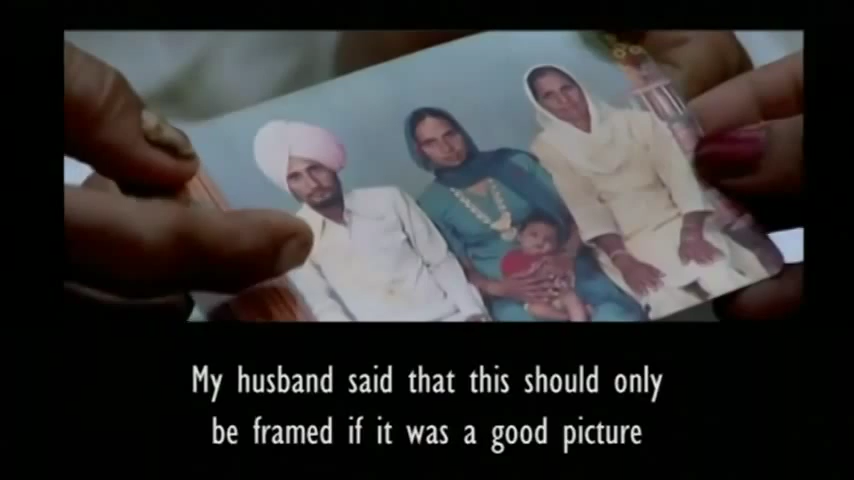 My husband said that this should only
be framed if it was a good picture